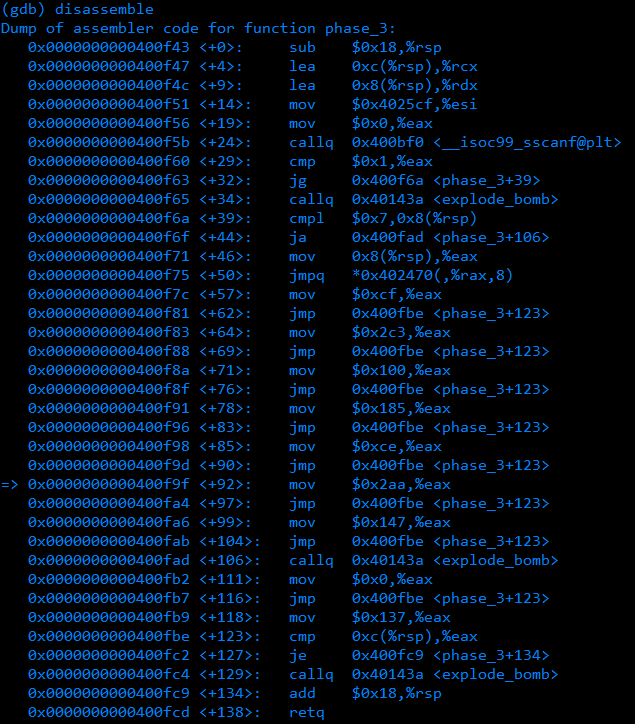 (gdb) disassemble
Dump of assembler code for function phase_3:
   0x0000000000400f43 <+0>:     sub    $0x18,%rsp
   0x0000000000400f47 <+4>:     lea    0xc(%rsp),%rcx
   0x0000000000400f4c <+9>:     lea    0x8(%rsp),%rdx
   0x0000000000400f51 <+14>:    mov    $0x4025cf,%esi
   0x0000000000400f56 <+19>:    mov    $0x0,%eax
   0x0000000000400f5b <+24>:    callq  0x400bf0 <__isoc99_sscanf@plt>
   0x0000000000400f60 <+29>:    cmp    $0x1,%eax
   0x0000000000400f63 <+32>:    jg     0x400f6a <phase_3+39>
   0x0000000000400f65 <+34>:    callq  0x40143a <explode_bomb>
   0x0000000000400f6a <+39>:    cmpl   $0x7,0x8(%rsp)
   0x0000000000400f6f <+44>:    ja     0x400fad <phase_3+106>
   0x0000000000400f71 <+46>:    mov    0x8(%rsp),%eax
   0x0000000000400f75 <+50>:    jmpq   *0x402470(,%rax,8)
   0x0000000000400f7c <+57>:    mov    $0xcf,%eax
   0x0000000000400f81 <+62>:    jmp    0x400fbe <phase_3+123>
   0x0000000000400f83 <+64>:    mov    $0x2c3,%eax
   0x0000000000400f88 <+69>:    jmp    0x400fbe <phase_3+123>
   0x0000000000400f8a <+71>:    mov    $0x100,%eax
   0x0000000000400f8f <+76>:    jmp    0x400fbe <phase_3+123>
   0x0000000000400f91 <+78>:    mov    $0x185,%eax
   0x0000000000400f96 <+83>:    jmp    0x400fbe <phase_3+123>
   0x0000000000400f98 <+85>:    mov    $0xce,%eax
   0x0000000000400f9d <+90>:    jmp    0x400fbe <phase_3+123>
=> 0x0000000000400f9f <+92>:    mov    $0x2aa,%eax
   0x0000000000400fa4 <+97>:    jmp    0x400fbe <phase_3+123>
   0x0000000000400fa6 <+99>:    mov    $0x147,%eax
   0x0000000000400fab <+104>:   jmp    0x400fbe <phase_3+123>
   0x0000000000400fad <+106>:   callq  0x40143a <explode_bomb>
   0x0000000000400fb2 <+111>:   mov    $0x0,%eax
   0x0000000000400fb7 <+116>:   jmp    0x400fbe <phase_3+123>
   0x0000000000400fb9 <+118>:   mov    $0x137,%eax
   0x0000000000400fbe <+123>:   cmp    0xc(%rsp),%eax
   0x0000000000400fc2 <+127>:   je     0x400fc9 <phase_3+134>
   0x0000000000400fc4 <+129>:   callq  0x40143a <explode_bomb>
   0x0000000000400fc9 <+134>:   add    $0x18,%rsp
   0x0000000000400fcd <+138>:   retq